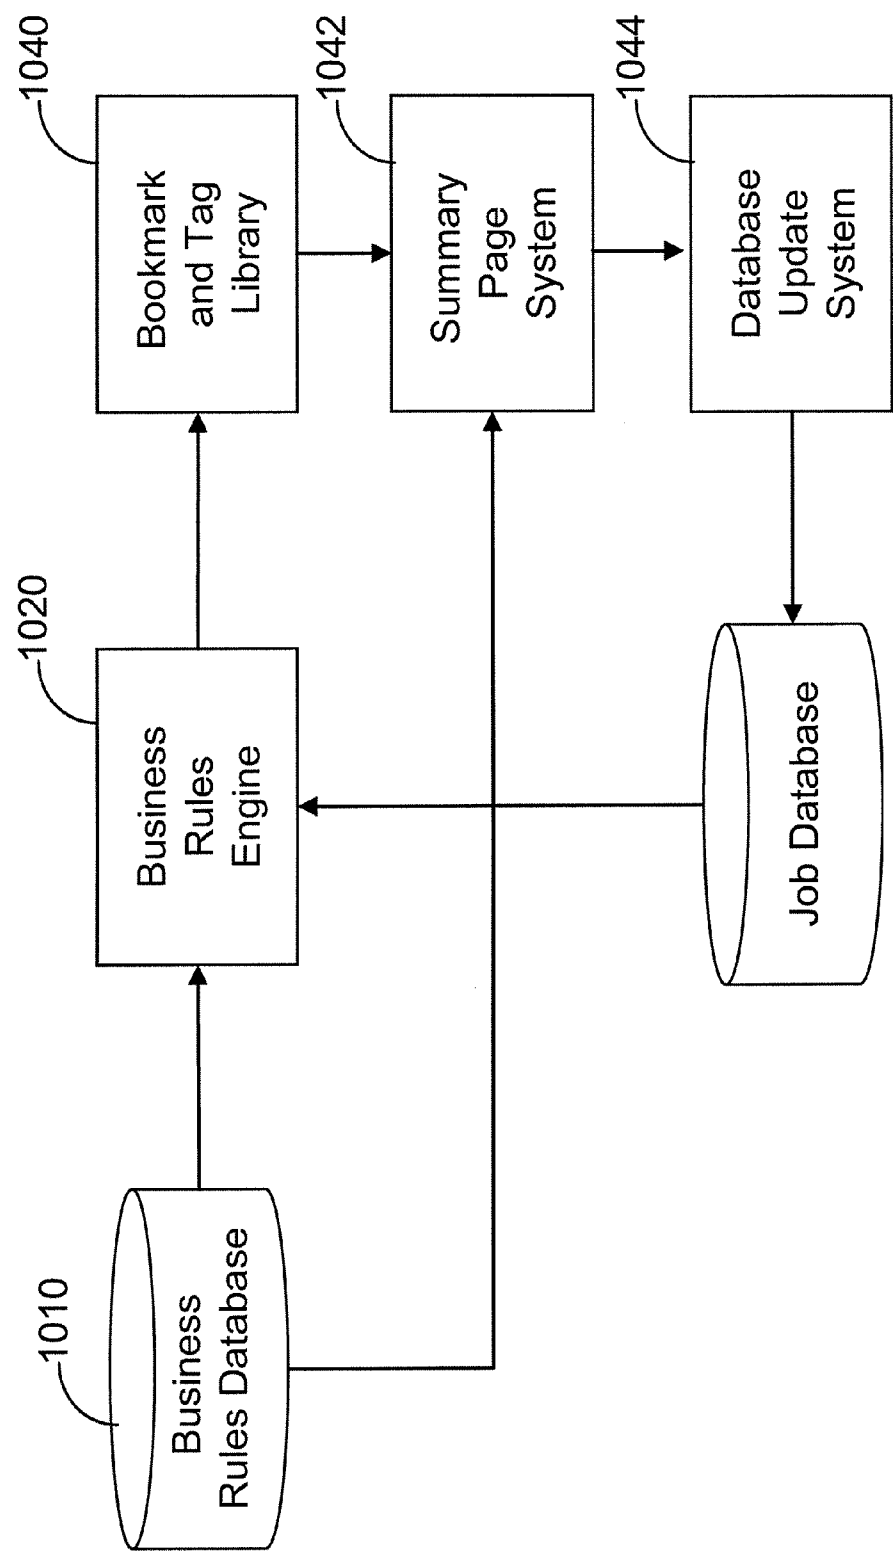 1010
Business
Rules Database
1020
Business
Rules
Engine
1040
Bookmark
and Tag
Library
1042
Summary
Page
System
1044
Database
Update
System
Job Database